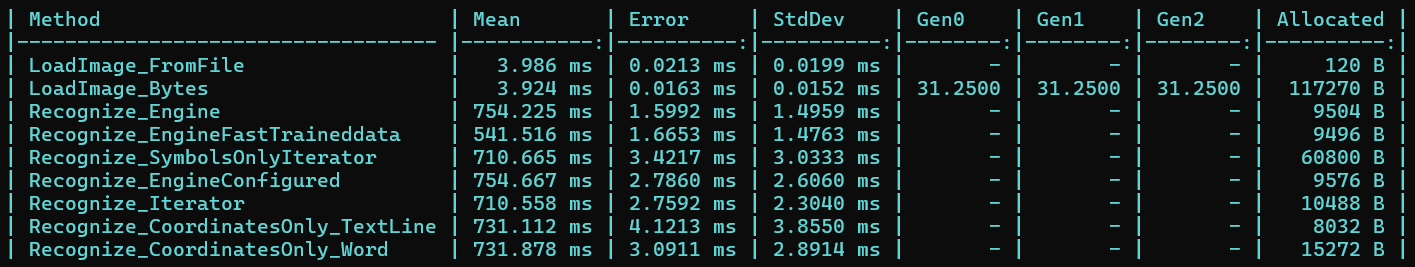 | Method                            | Mean       | Error     | StdDev    | Gen0    | Gen1    | Gen2    | Allocated |
|---------------------------------- |-----------:|----------:|----------:|--------:|--------:|--------:|----------:|
| LoadImage_FromFile                |   3.986 ms | 0.0213 ms | 0.0199 ms |       - |       - |       - |     120 B |
| LoadImage_Bytes                   |   3.924 ms | 0.0163 ms | 0.0152 ms | 31.2500 | 31.2500 | 31.2500 |  117270 B |
| Recognize_Engine                  | 754.225 ms | 1.5992 ms | 1.4959 ms |       - |       - |       - |    9504 B |
| Recognize_EngineFastTraineddata   | 541.516 ms | 1.6653 ms | 1.4763 ms |       - |       - |       - |    9496 B |
| Recognize_SymbolsOnlyIterator     | 710.665 ms | 3.4217 ms | 3.0333 ms |       - |       - |       - |   60800 B |
| Recognize_EngineConfigured        | 754.667 ms | 2.7860 ms | 2.6060 ms |       - |       - |       - |    9576 B |
| Recognize_Iterator                | 710.558 ms | 2.7592 ms | 2.3040 ms |       - |       - |       - |   10488 B |
| Recognize_CoordinatesOnly_TextLine | 731.112 ms | 4.1213 ms | 3.8550 ms |       - |       - |       - |    8032 B |
| Recognize_CoordinatesOnly_Word    | 731.878 ms | 3.0911 ms | 2.8914 ms |       - |       - |       - |   15272 B |